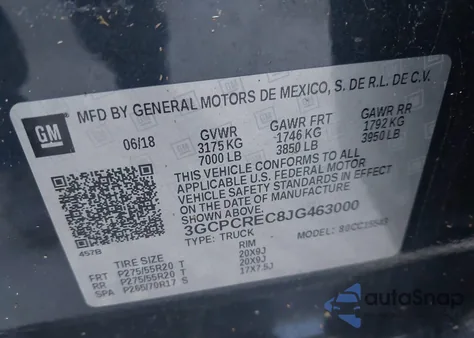 GM
MFD BY GENERAL MOTORS DE MEXICO, S. DE R.L. DE C.V.
06/18 GVWR GAWR FRT GAWR RR
3175 KG 1746 KG 1792 KG
7000 LB 3850 LB 3950 LB
THIS VEHICLE CONFORMS TO ALL
APPLICABLE U.S. FEDERAL MOTOR
VEHICLE SAFETY STANDARDS IN EFFECT
ON THE DATE OF MANUFACTURE
3GCPCREC8JG463000
TYPE: TRUCK MODEL:
457B
TIRE SIZE RIM
FRT P275/55R20 T 20X9J
RR P275/55R20 T 20X9J
SPA P265/70R17 S 17X7.5J
autoSnap